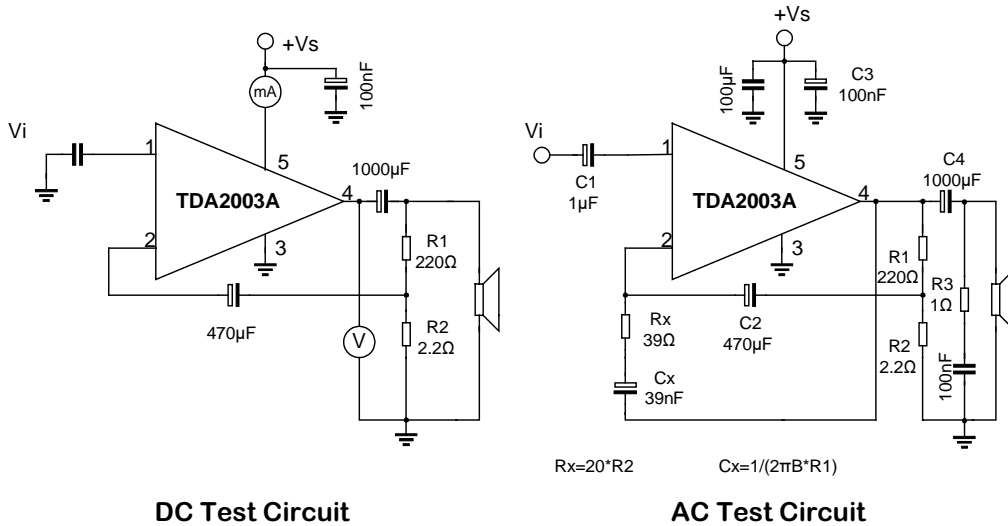 +Vs
mA
100nF
Vi
1
5
1000µF
TDA2003A
4
2
3
R1
220Ω
470µF
V
R2
2.2Ω
DC Test Circuit
+Vs
100µF
C3
100nF
Vi
1
5
C1
1µF
TDA2003A
4
C4
1000µF
2
3
R1
220Ω
R3
1Ω
Rx
39Ω
C2
470µF
R2
2.2Ω
100nF
Cx
39nF
Rx=20*R2
Cx=1/(2πB*R1)
AC Test Circuit